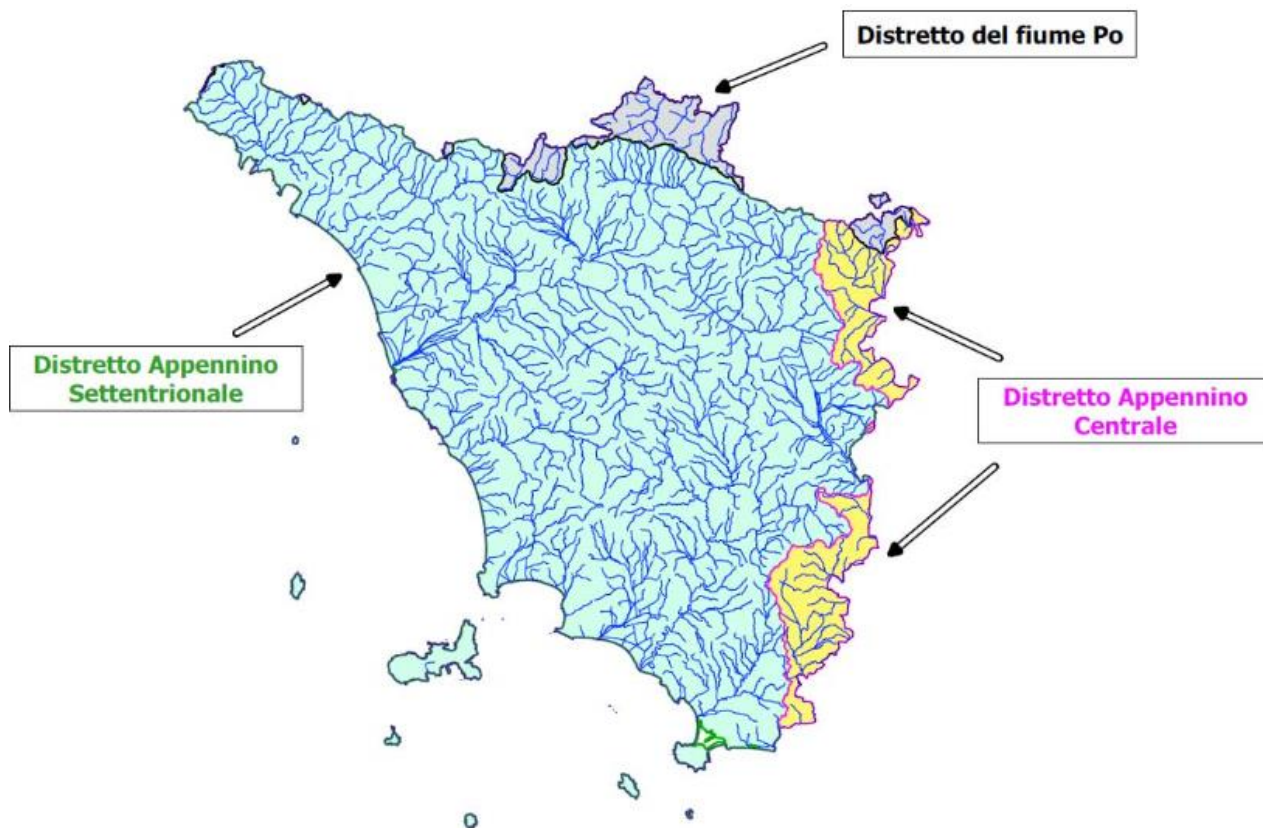 Distretto del fiume Po
Distretto Appennino
Settentrionale
Distretto Appennino
Centrale